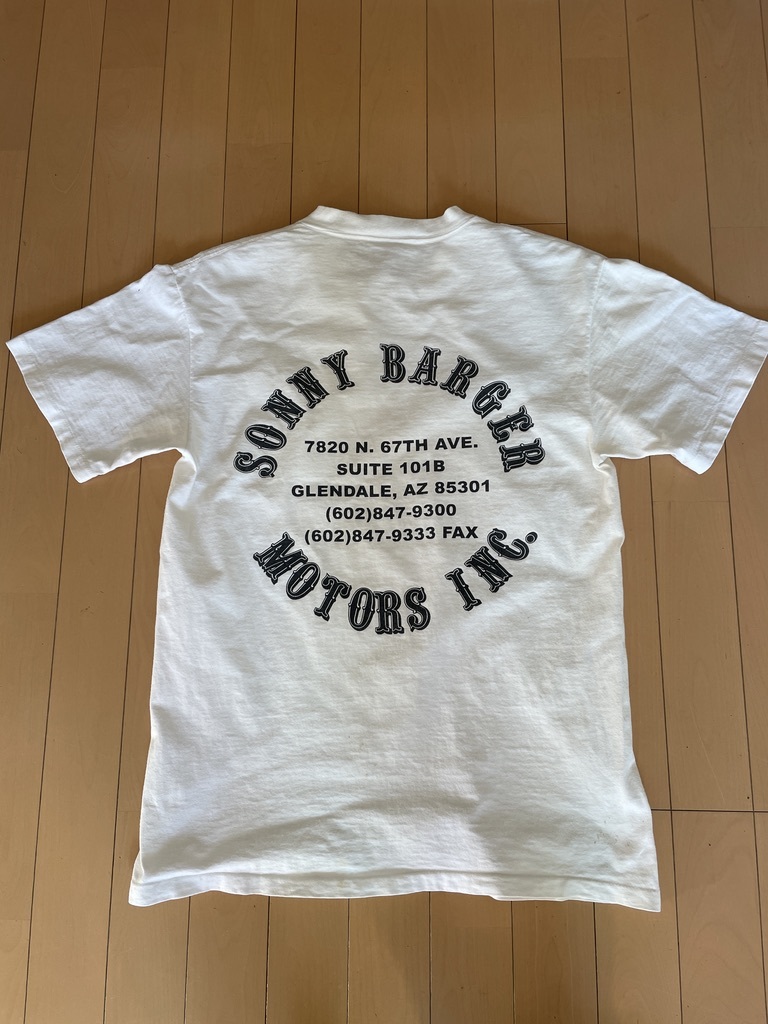 SONNY BARGER
7820 N. 67TH AVE.
SUITE 101B
GLENDALE, AZ 85301
(602)847-9300
(602)847-9333 FAX
MOTORS INC.